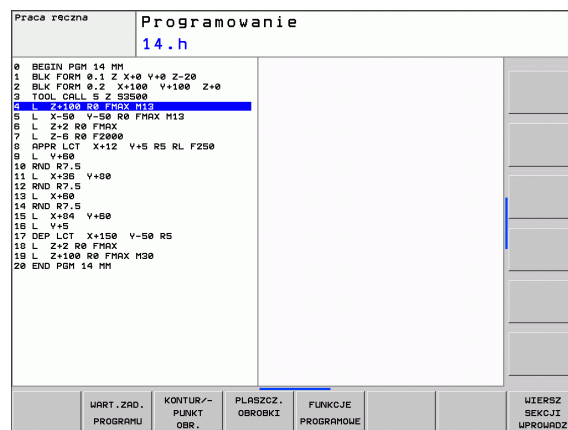 Praca ręczna
Programowanie
14.h
0 BEGIN PGM 14 MM
1 BLK FORM 0.1 Z X+0 Y+0 Z-20
2 BLK FORM 0.2 X+100 Y+100 Z+0
3 TOOL CALL 5 Z S3500
4 L Z+100 R0 FMAX M13
5 L X-50 Y-50 R0 FMAX M13
6 L Z+2 R0 FMAX
7 L Z-6 R0 F2000
8 APPR LCT X+12 Y+5 R5 RL F250
9 L Y+60
10 RND R7.5
11 L X+36 Y+80
12 RND R7.5
13 L X+60
14 RND R7.5
15 L X+84 Y+60
16 L Y+5
17 DEP LCT X+150 Y-50 R5
18 L Z+2 R0 FMAX
19 L Z+100 R0 FMAX M30
20 END PGM 14 MM
WART.ZAD. PROGRAMU
KONTUR/- PUNKT OBR.
PLASZCZ. OBROBKI
FUNKCJE PROGRAMOWE
WIERSZ SEKCJI WPROWADZ